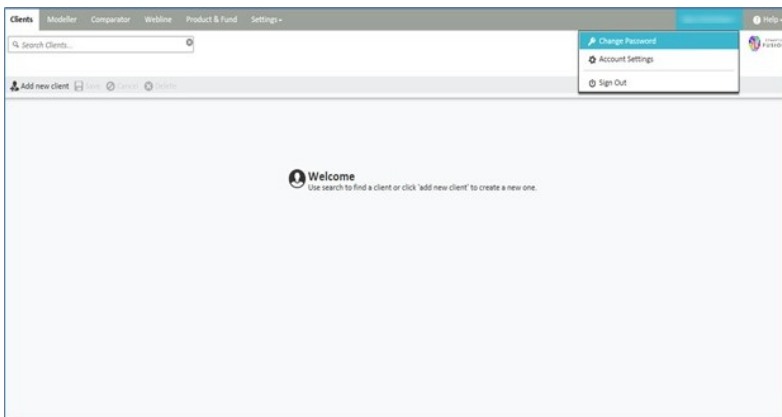 Clients Modeller Comparator Webline Product & Fund Settings Help
Search Clients...
Change Password
FUSION
Account Settings
Sign Out
Add new client Save Cancel Delete
Welcome
Use search to find a client or click 'add new client' to create a new one.